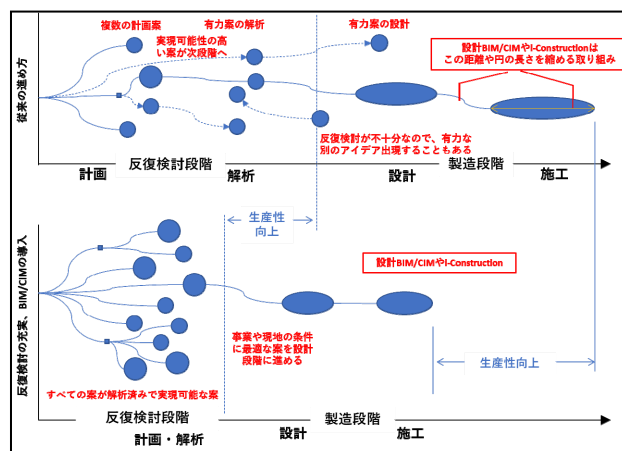 複数の計画案
実現可能性の高
い案が次段階へ
有力案の解析
有力案の設計
設計BIM/CIMやi-Constructionは
この距離や円の長さを縮める取り組み
従来の進め方
反復検討が不十分なので、有力な
別のアイデア出現することもある
計画
反復検討段階
解析
設計
製造段階
施工
生産性
向上
反復検討の充実、BIM/CIMの導入
設計BIM/CIMやi-Construction
事業や現地の条件
に最適な案を設計
段階に進める
生産性向上
すべての案が解析済みで実現可能な案
反復検討段階
計画・解析
設計
製造段階
施工